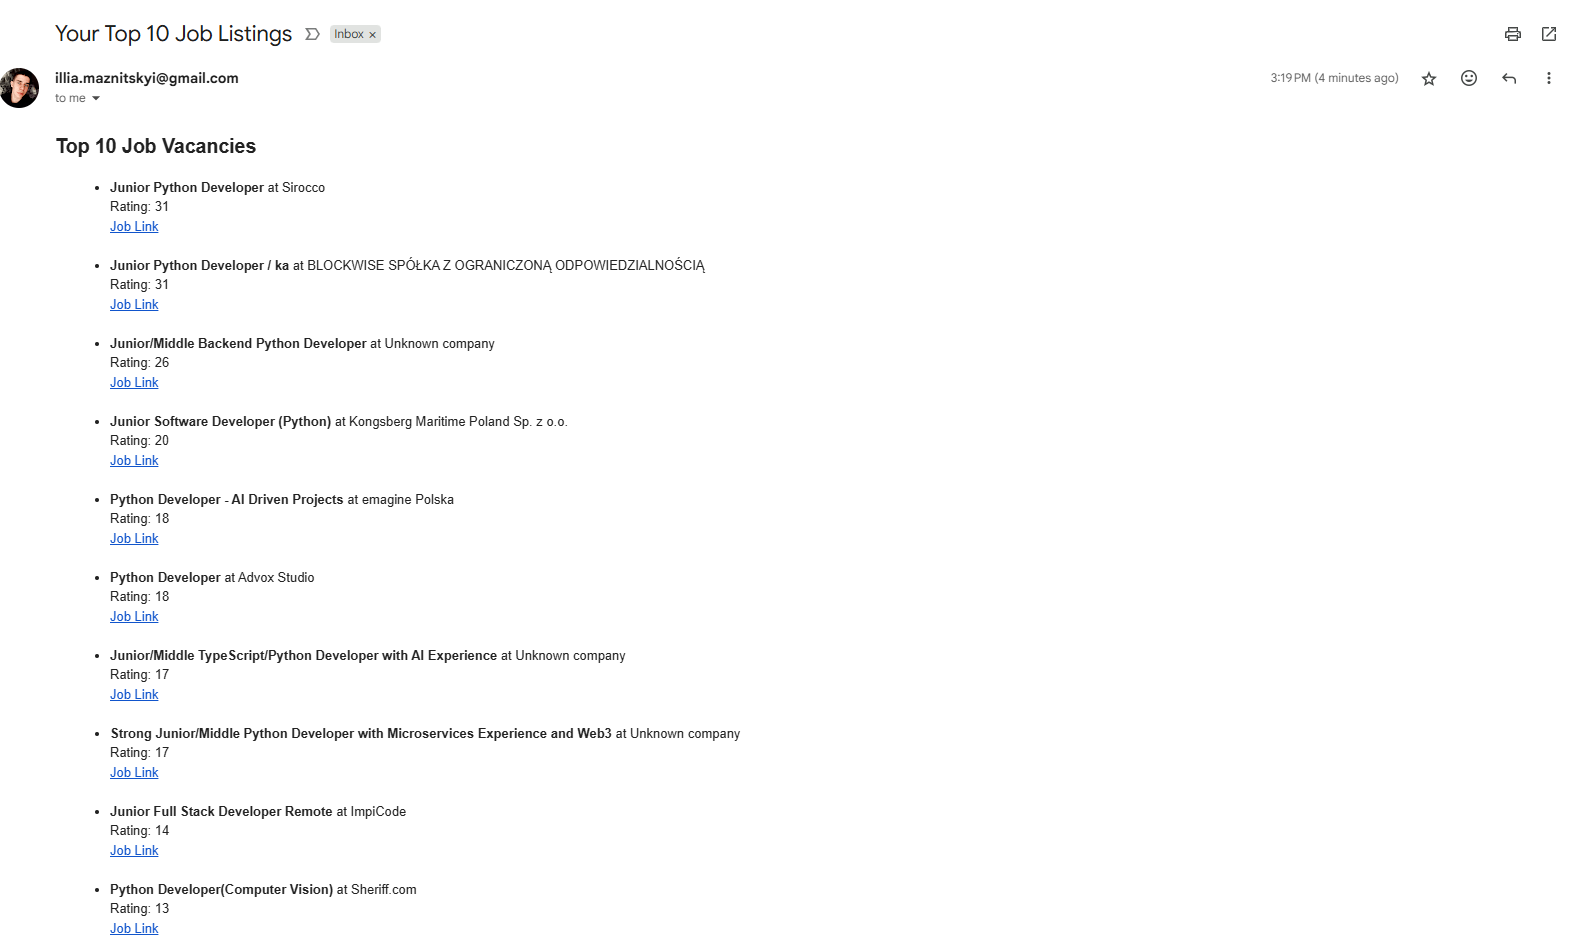 Your Top 10 Job Listings Inbox ×
illia.maznitskyi@gmail.com 3:19 PM (4 minutes ago)
to me
Top 10 Job Vacancies
• Junior Python Developer at Sirocco
Rating: 31
Job Link
• Junior Python Developer / ka at BLOCKWISE SPÓŁKA Z OGRANICZONĄ ODPOWIEDZIALNOŚCIĄ
Rating: 31
Job Link
• Junior/Middle Backend Python Developer at Unknown company
Rating: 26
Job Link
• Junior Software Developer (Python) at Kongsberg Maritime Poland Sp. z o.o.
Rating: 20
Job Link
• Python Developer - AI Driven Projects at emagine Polska
Rating: 18
Job Link
• Python Developer at Advox Studio
Rating: 18
Job Link
• Junior/Middle TypeScript/Python Developer with AI Experience at Unknown company
Rating: 17
Job Link
• Strong Junior/Middle Python Developer with Microservices Experience and Web3 at Unknown company
Rating: 17
Job Link
• Junior Full Stack Developer Remote at ImpiCode
Rating: 14
Job Link
• Python Developer(Computer Vision) at Sheriff.com
Rating: 13
Job Link